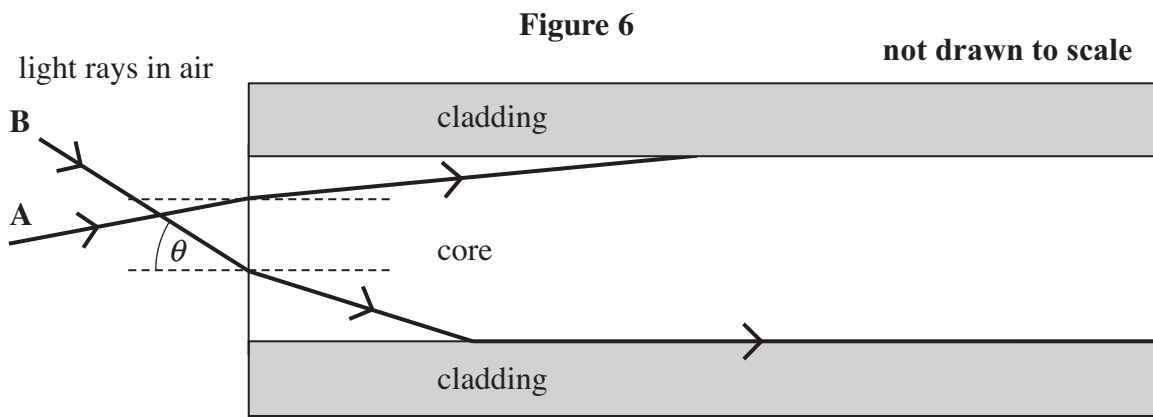 Figure 6
not drawn to scale
light rays in air
B
cladding
A
θ
core
cladding